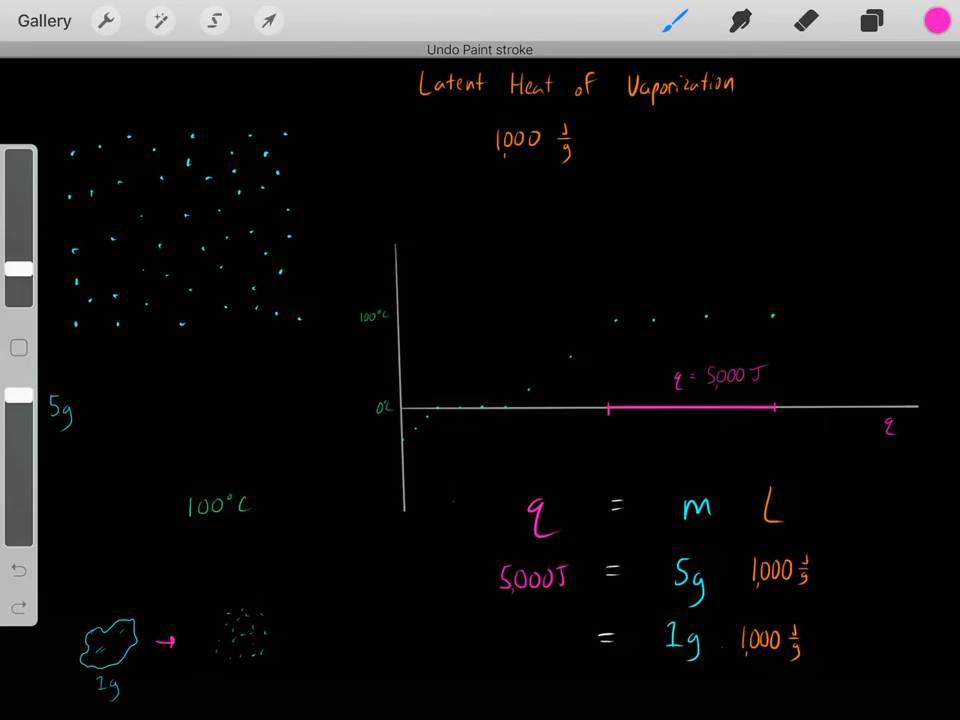 Gallery
Undo Paint stroke
Latent Heat of Vaporization
1,000 J/g
100°C
q = 5,000 J
0°C
5g
q
100°C
q = m L
5,000J = 5g 1,000 J/g
= 1g 1,000 J/g
1g